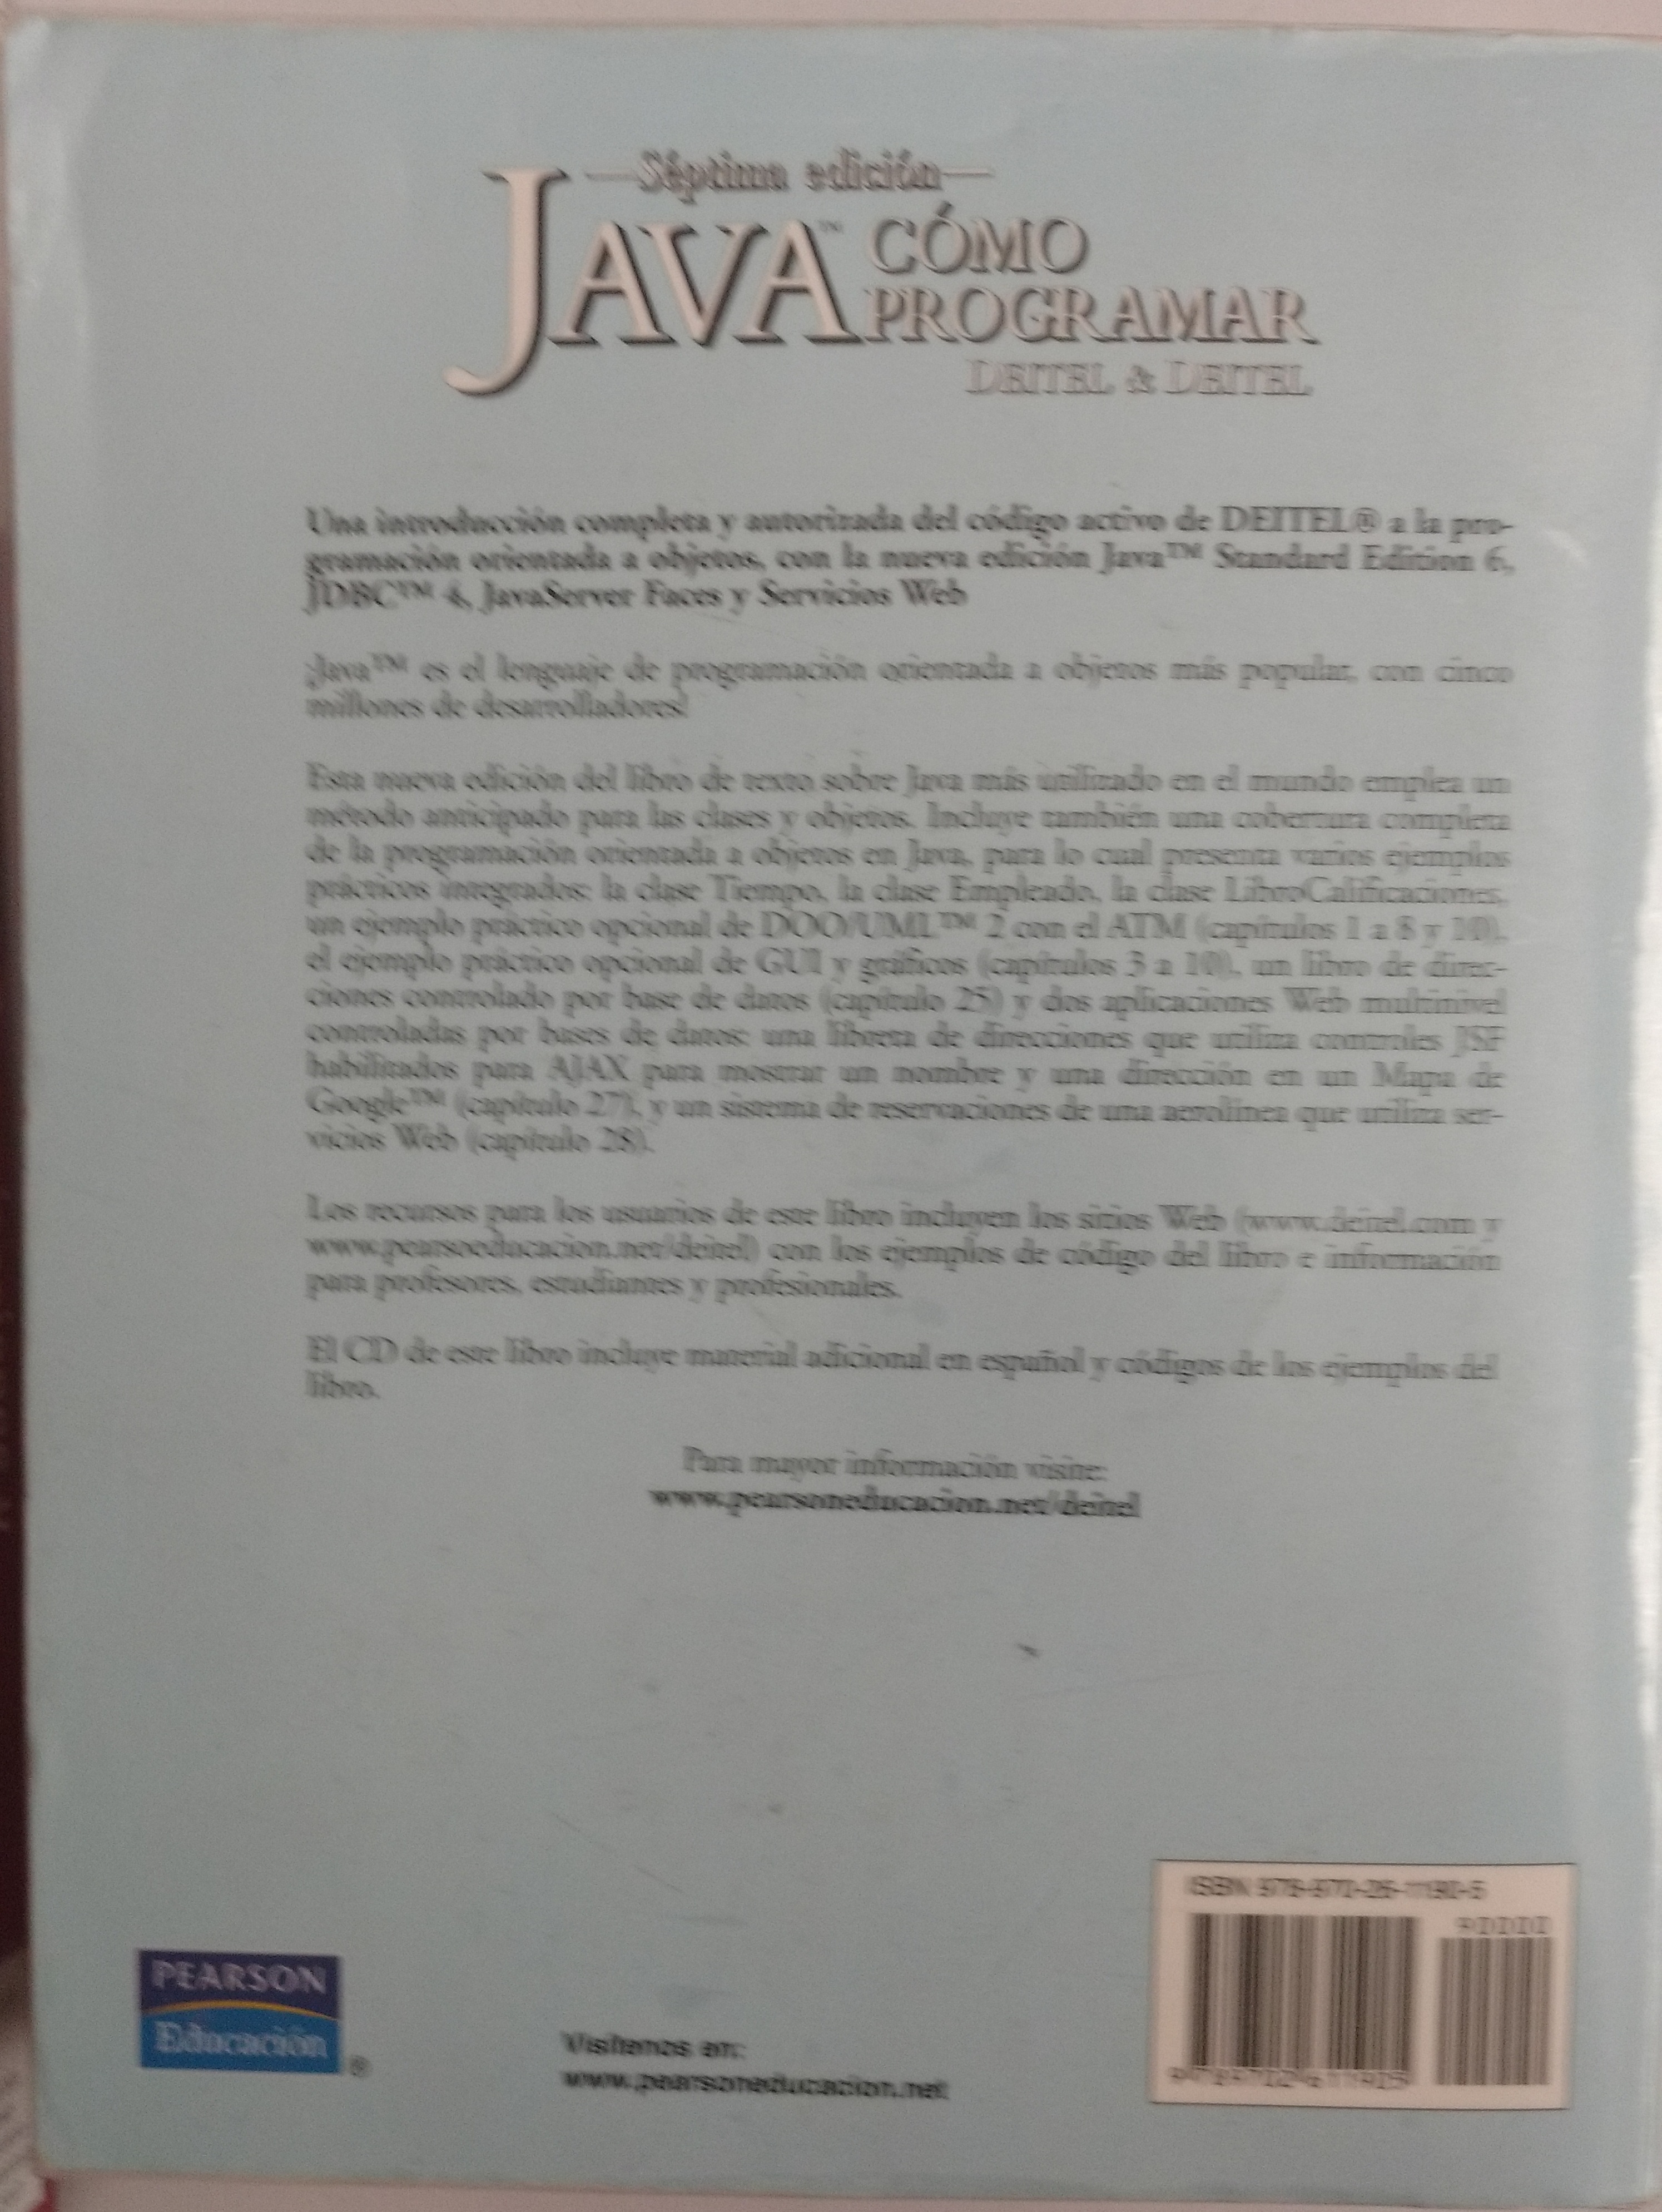 Séptima edición
JAVA™ CÓMO
PROGRAMAR
DEITEL & DEITEL
Una introducción completa y autorizada del código activo de DEITEL® a la pro-
gramación orientada a objetos, con la nueva edición Java™ Standard Edition 6,
JDBC™ 4, JavaServer Faces y Servicios Web
¡Java™ es el lenguaje de programación orientada a objetos más popular, con cinco
millones de desarrolladores!
Esta nueva edición del libro de texto sobre Java más utilizado en el mundo emplea un
método anticipado para las clases y objetos. Incluye también una cobertura completa
de la programación orientada a objetos en Java, para lo cual presenta varios ejemplos
prácticos integrados: la clase Tiempo, la clase Empleado, la clase LibroCalificaciones,
un ejemplo práctico opcional de DOO/UML™ 2 con el ATM (capítulos 1 a 8 y 10),
el ejemplo práctico opcional de GUI y gráficos (capítulos 3 a 10), un libro de direc-
ciones controlado por base de datos (capítulo 25) y dos aplicaciones Web multinivel
controladas por bases de datos: una libreta de direcciones que utiliza controles JSF
habilitados para AJAX para mostrar un nombre y una dirección en un Mapa de
Google™ (capítulo 27), y un sistema de reservaciones de una aerolínea que utiliza ser-
vicios Web (capítulo 28).
Los recursos para los usuarios de este libro incluyen los sitios Web (www.deitel.com y
www.pearsoeducacion.net/deitel) con los ejemplos de código del libro e información
para profesores, estudiantes y profesionales.
El CD de este libro incluye material adicional en español y códigos de los ejemplos del
libro.
Para mayor información visite:
www.pearsoneducacion.net/deitel
ISBN 978-970-26-1190-5
90000
9 789702 611905
PEARSON
Educación
®
Visítenos en:
www.pearsoneducacion.net